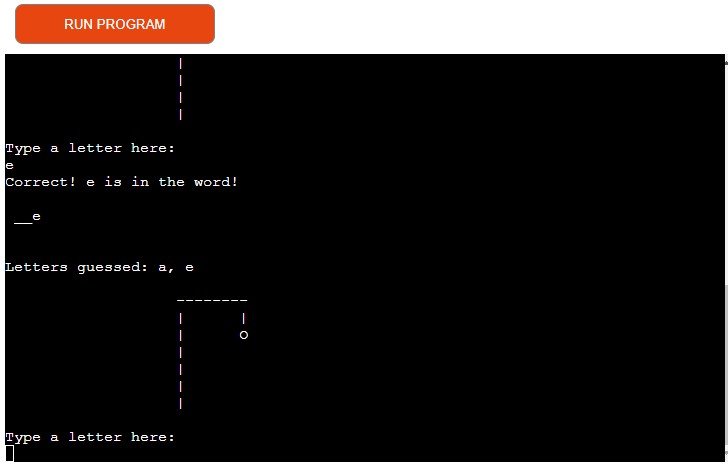 RUN PROGRAM
|
|
|
|
Type a letter here:
e
Correct! e is in the word!
__e
Letters guessed: a, e
--------
|       |
|       O
|
|
|
|
Type a letter here: